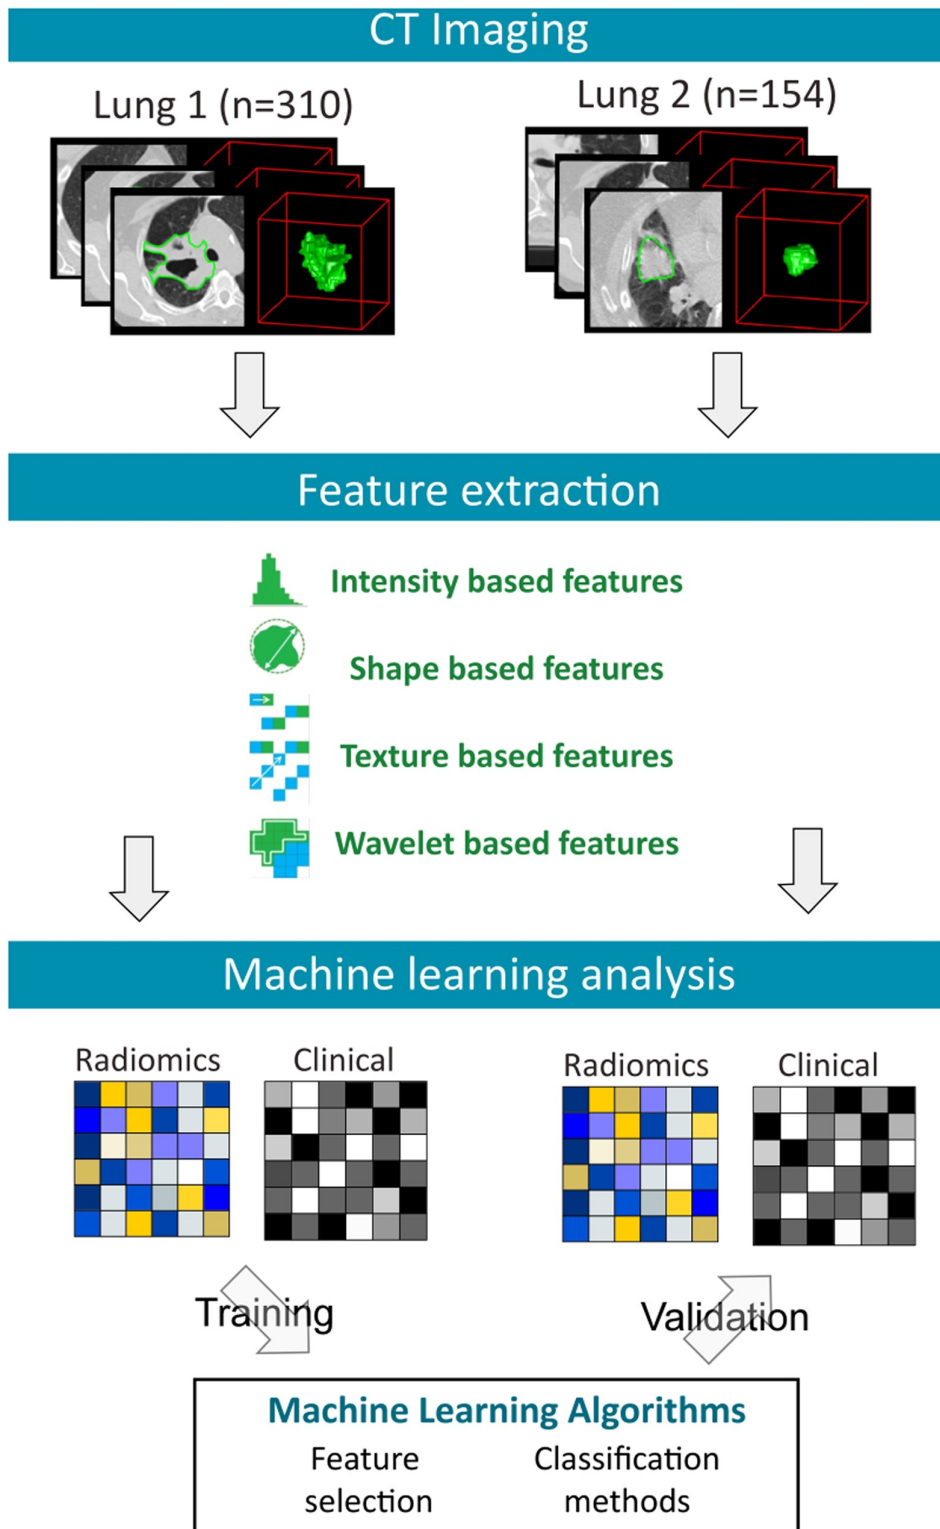 CT Imaging
Lung 1 (n=310)
Lung 2 (n=154)
Feature extraction
Intensity based features
Shape based features
Texture based features
Wavelet based features
Machine learning analysis
Radiomics
Clinical
Radiomics
Clinical
Training
Validation
Machine Learning Algorithms
Feature
selection
Classification
methods